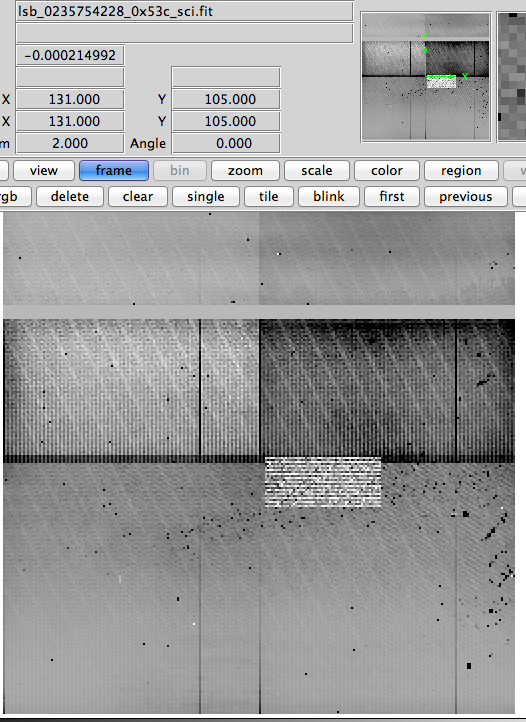 lsb_0235754228_0x53c_sci.fit
−0.000214992
X 131.000 Y 105.000
X 131.000 Y 105.000
m 2.000 Angle 0.000
X
view frame bin zoom scale color region w
gb delete clear single tile blink first previous